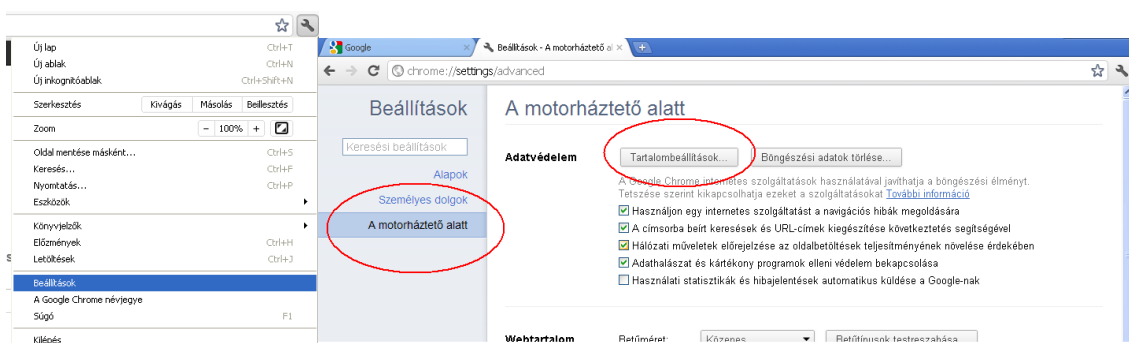 Új lap Ctrl+T
Új ablak Ctrl+N
Új inkognitóablak Ctrl+Shift+N
Szerkesztés Kivágás Másolás Beillesztés
Zoom - 100% +
Oldal mentése másként... Ctrl+S
Keresés... Ctrl+F
Nyomtatás... Ctrl+P
Eszközök
Könyvjelzők
Előzmények Ctrl+H
Letöltések Ctrl+J
Beállítások
A Google Chrome névjegye
Súgó F1
Kilépés
Google
Beállítások - A motorháztető al
chrome://settings/advanced
Beállítások
Keresési beállítások
Alapok
Személyes dolgok
A motorháztető alatt
A motorháztető alatt
Adatvédelem Tartalombeállítások... Böngészési adatok törlése...
A Google Chrome internetes szolgáltatások használatával javíthatja a böngészési élményt.
Tetszése szerint kikapcsolhatja ezeket a szolgáltatásokat További információ
Használjon egy internetes szolgáltatást a navigációs hibák megoldására
A címsorba beírt keresések és URL-címek kiegészítése következtetés segítségével
Hálózati műveletek előrejelzése az oldalbetöltések teljesítményének növelése érdekében
Adathalászat és kártékony programok elleni védelem bekapcsolása
Használati statisztikák és hibajelentések automatikus küldése a Google-nak
Webtartalom Betűméret: Közepes Betűtípusok testreszabása...